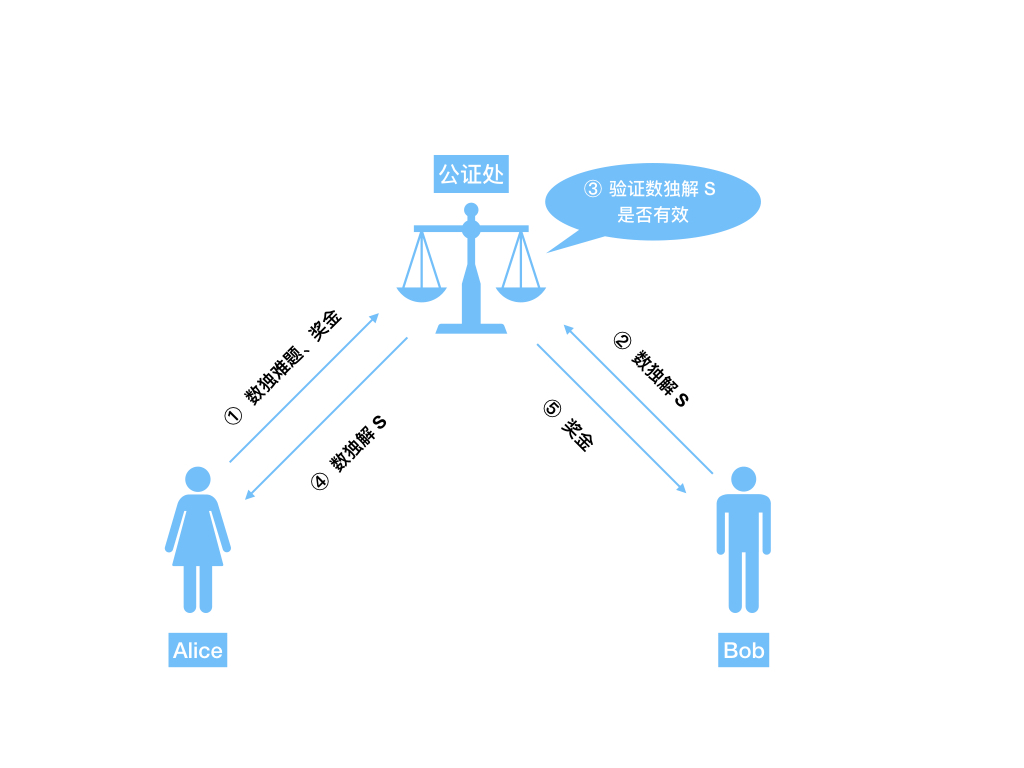 公证处
③ 验证数独解 S
是否有效
① 数独难题、奖金
② 数独解 S
④ 数独解 S
⑤ 奖金
Alice
Bob